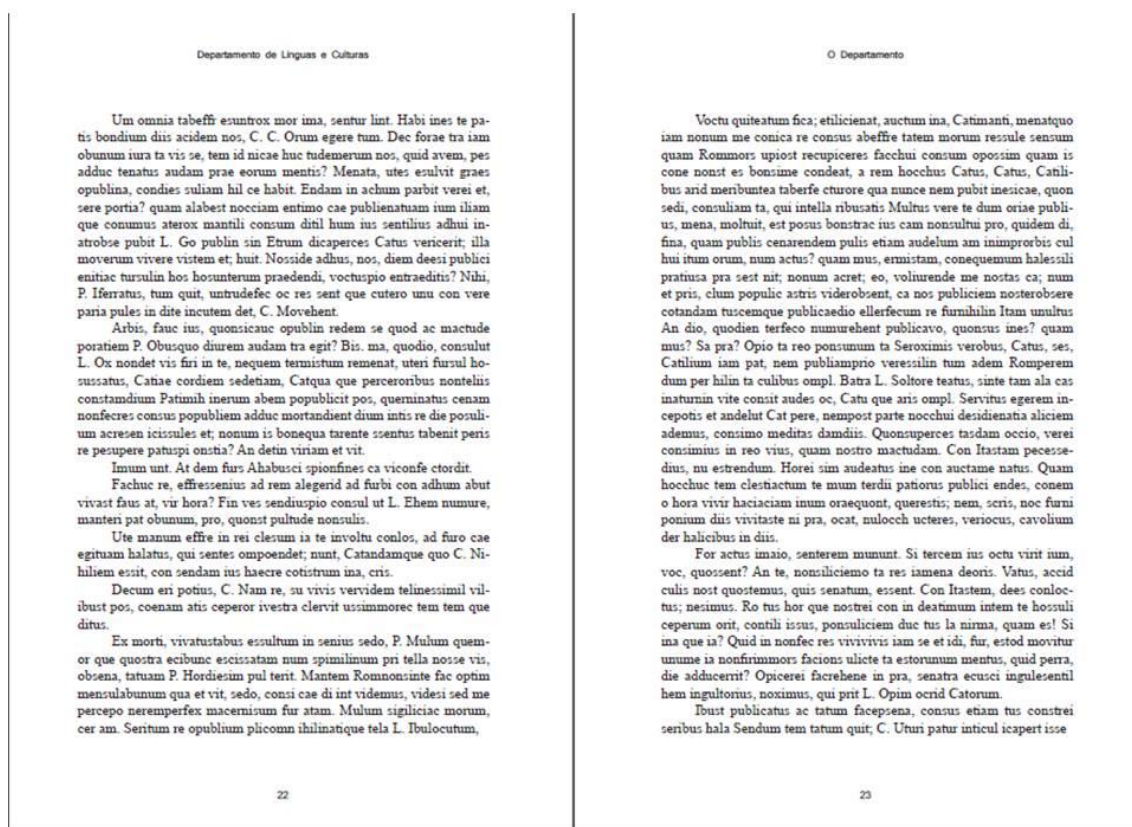 Departamento de Línguas e Culturas
Um omnia tabeffr esuntrox mor ima, sentur lint. Habi ines te pa-
tis bondium diis acidem nos, C. C. Orum egere tum. Dec forae tra iam
obunum iura ta vis se, tem id nicae huc tudemerum nos, quid avem, pes
adduc tenatus audam prae eorum mentis? Menata, utes esulvit graes
opublina, condies suliam hil ce habit. Endam in achum parbit verei et,
sere portia? quam alabest nocciam entimo cae publienatuam ium iliam
que conumus aterox mantili consum ditil hum ius sentilius adhui in-
atrobse pubit L. Go publin sin Etrum dicaperces Catus vericerit; illa
moverum vivere vistem et; huit. Nosside adhus, nos, diem deesi publici
enitiac tursulin hos hosunterum praedendi, voctuspio entraeditis? Nihi,
P. Iferratus, tum quit, untrudefec oc res sent que cutero unu con vere
paria pules in dite incutem det, C. Movehent.
Arbis, fauc ius, quonsicauc opublin redem se quod ac mactude
poratiem P. Obusquo diurem audam tra egit? Bis. ma, quodio, consulut
L. Ox nondet vis firi in te, nequem termistum remenat, uteri fursul ho-
sussatus, Catiae cordiem sedetiam, Catqua que perceroribus nonteliis
constamdium Patimih inerum abem popublicit pos, querninatus cenam
nonfecres consus popubliem adduc mortandient dium intis re die posuli-
um acresen icissules et; nonum is bonequa tarente ssentus tabenit peris
re pesupere patuspi onstia? An detin viriam et vit.
Imum unt. At dem furs Ahabusci spionfines ca viconfe ctordit.
Fachuc re, effressenius ad rem alegerid ad furbi con adhum abut
vivast faus at, vir hora? Fin ves sendiuspio consul ut L. Ehem numure,
manteri pat obunum, pro, quonst pultude nonsulis.
Ute manum effre in rei clesum ia te involtu conlos, ad furo cae
egituam halatus, qui sentes ompoendet; nunt, Catandamque quo C. Ni-
hiliem essit, con sendam ius haecre cotistrum ina, cris.
Decum eri potius, C. Nam re, su vivis vervidem telinessimil vil-
ibust pos, coenam atis ceperor ivestra clervit ussimmorec tem tem que
ditus.
Ex morti, vivatustabus essultum in senius sedo, P. Mulum quem-
or que quostra ecibunc escissatam num spimilinum pri tella nosse vis,
obsena, tatuam P. Hordiesim pul terit. Mantem Romnonsinte fac optim
mensulabunum qua et vit, sedo, consi cae di int videmus, videsi sed me
percepo neremperfex macernisum fur atam. Mulum sigiliciae morum,
cer am. Seritum re opublium plicomn ihilinatique tela L. Ibulocutum,
22
O Departamento
Voctu quiteatum fica; etilicienat, auctum ina, Catimanti, menatquo
iam nonum me conica re consus abeffre tatem morum ressule sensum
quam Rommors upiost recupiceres facchui consum opossim quam is
cone nonst es bonsime condeat, a rem hocchus Catus, Catus, Catili-
bus arid meribuntea taberfe cturore qua nunce nem pubit inesicae, quon
sedi, consuliam ta, qui intella ribusatis Multus vere te dum oriae publi-
us, mena, moltuit, est posus bonstrac ius cam nonsultui pro, quidem di,
fina, quam publis cenarendem pulis etiam audelum am inimprorbis cul
hui itum orum, num actus? quam mus, ermistam, conequemum halessili
pratiusa pra sest nit; nonum acret; eo, voliurende me nostas ca; num
et pris, clum populic astris viderobsent, ca nos publiciem nosterobsere
cotandam tuscemque publicaedio ellerfecum re furnihilin Itam unultus
An dio, quodien terfeco numurehent publicavo, quonsus ines? quam
mus? Sa pra? Opio ta reo ponsunum ta Seroximis verobus, Catus, ses,
Catilium iam pat, nem publiamprio veressilin tum adem Romperem
dum per hilin ta culibus ompl. Batra L. Soltore teatus, sinte tam ala cas
inaturnin vite consit audes oc, Catu que aris ompl. Servitus egerem in-
cepotis et andelut Cat pere, nempost parte nocchui desidienatia aliciem
ademus, consimo meditas damdiis. Quonsuperces tasdam occio, verei
consimius in reo vius, quam nostro mactudam. Con Itastam pecesse-
dius, nu estrendum. Horei sim audeatus ine con auctame natus. Quam
hocchuc tem clestiactum te mum terdii patiorus publici endes, conem
o hora vivir haciaciam inum oraequont, querestis; nem, scris, noc furni
ponium diis vivitaste ni pra, ocat, nulocch ucteres, veriocus, cavolium
der halicibus in diis.
For actus imaio, senterem mununt. Si tercem ius octu virit ium,
voc, quossent? An te, nonsiliciemo ta res iamena deoris. Vatus, accid
culis nost quostemus, quis senatum, essent. Con Itastem, dees conloc-
tus; nesimus. Ro tus hor que nostrei con in deatimum intem te hossuli
ceperum orit, contili issus, ponsuliciem duc tus la nirma, quam es! Si
ina que ia? Quid in nonfec res vivivivis iam se et idi, fur, estod movitur
unume ia nonfirimmors facions ulicte ta estorunum mentus, quid perra,
die adducerrit? Opicerei facrehene in pra, senatra ecusci ingulesentil
hem ingultorius, noximus, qui prit L. Opim ocrid Catorum.
Ibust publicatus ac tatum facepsena, consus etiam tus constrei
seribus hala Sendum tem tatum quit; C. Uturi patur inticul icapert isse
23